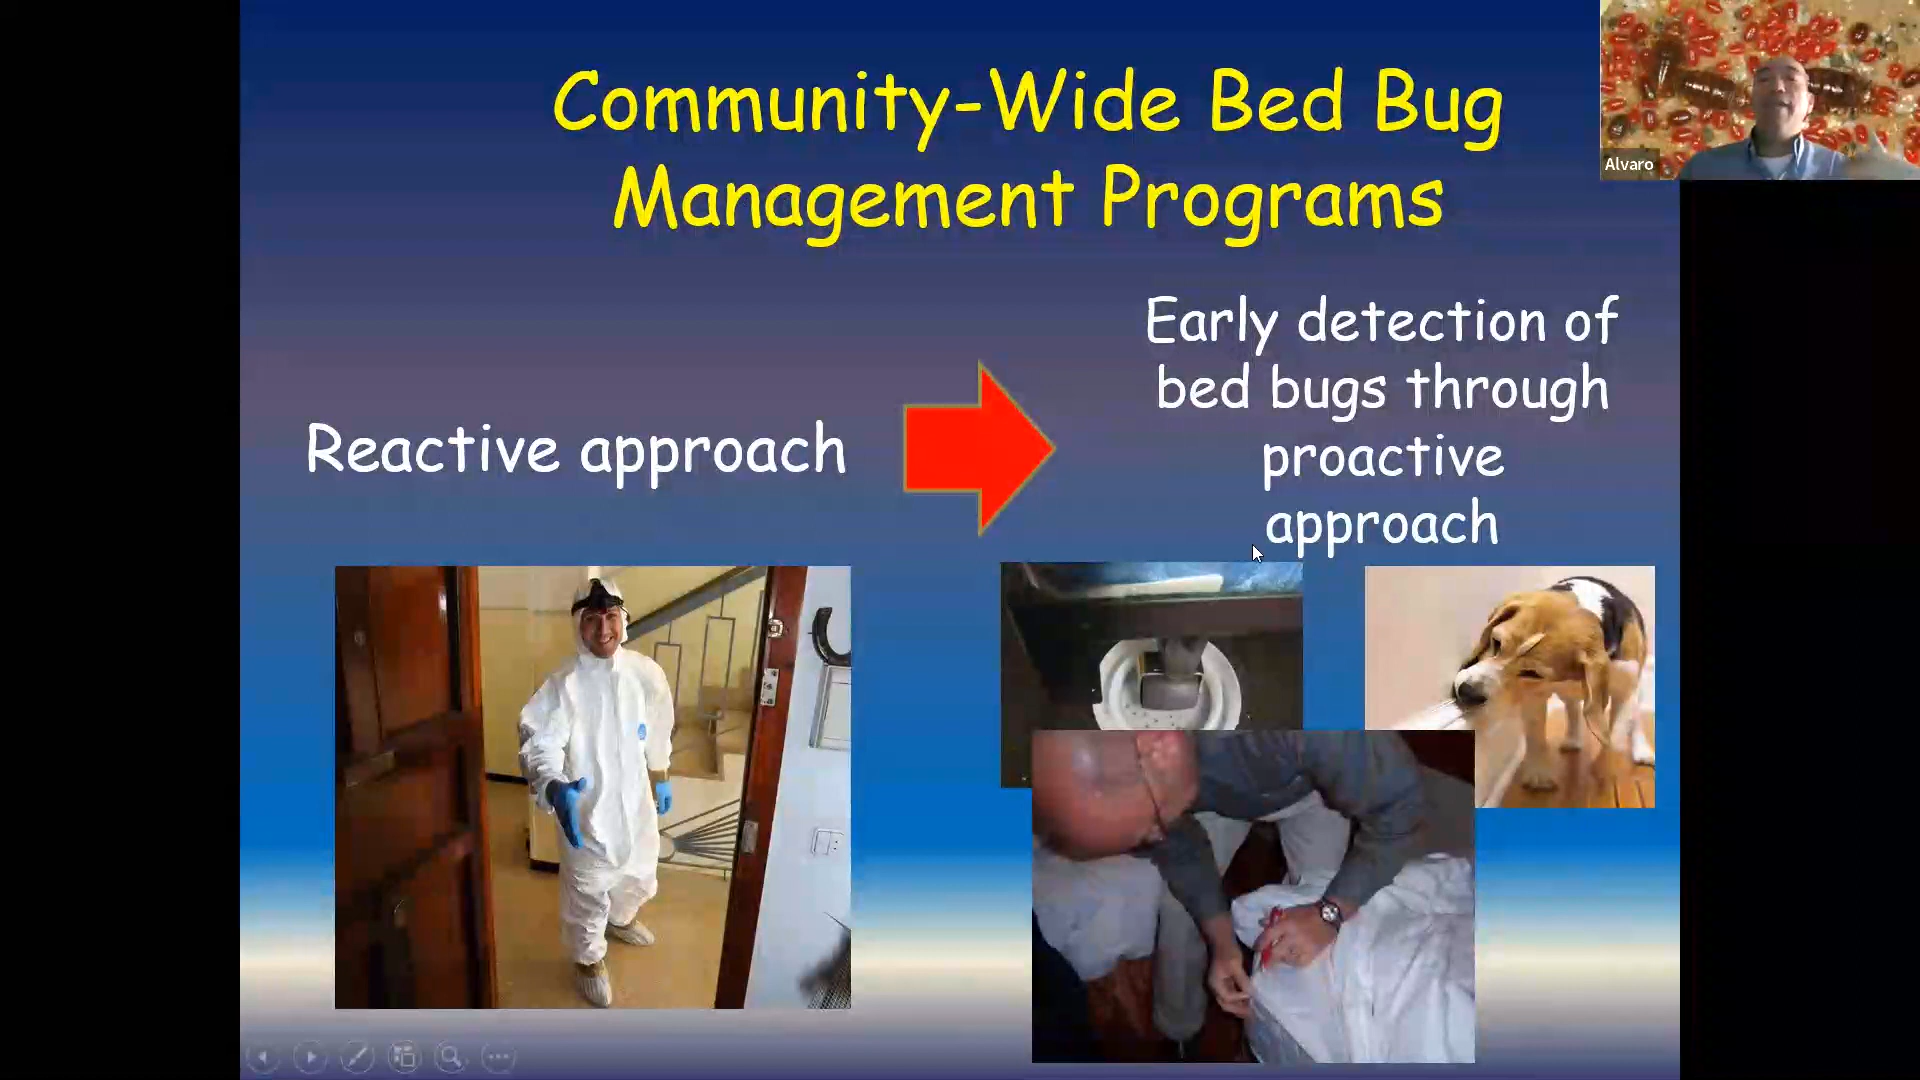 Community-Wide Bed Bug
Management Programs
Alvaro
Early detection of
bed bugs through
proactive
approach
Reactive approach